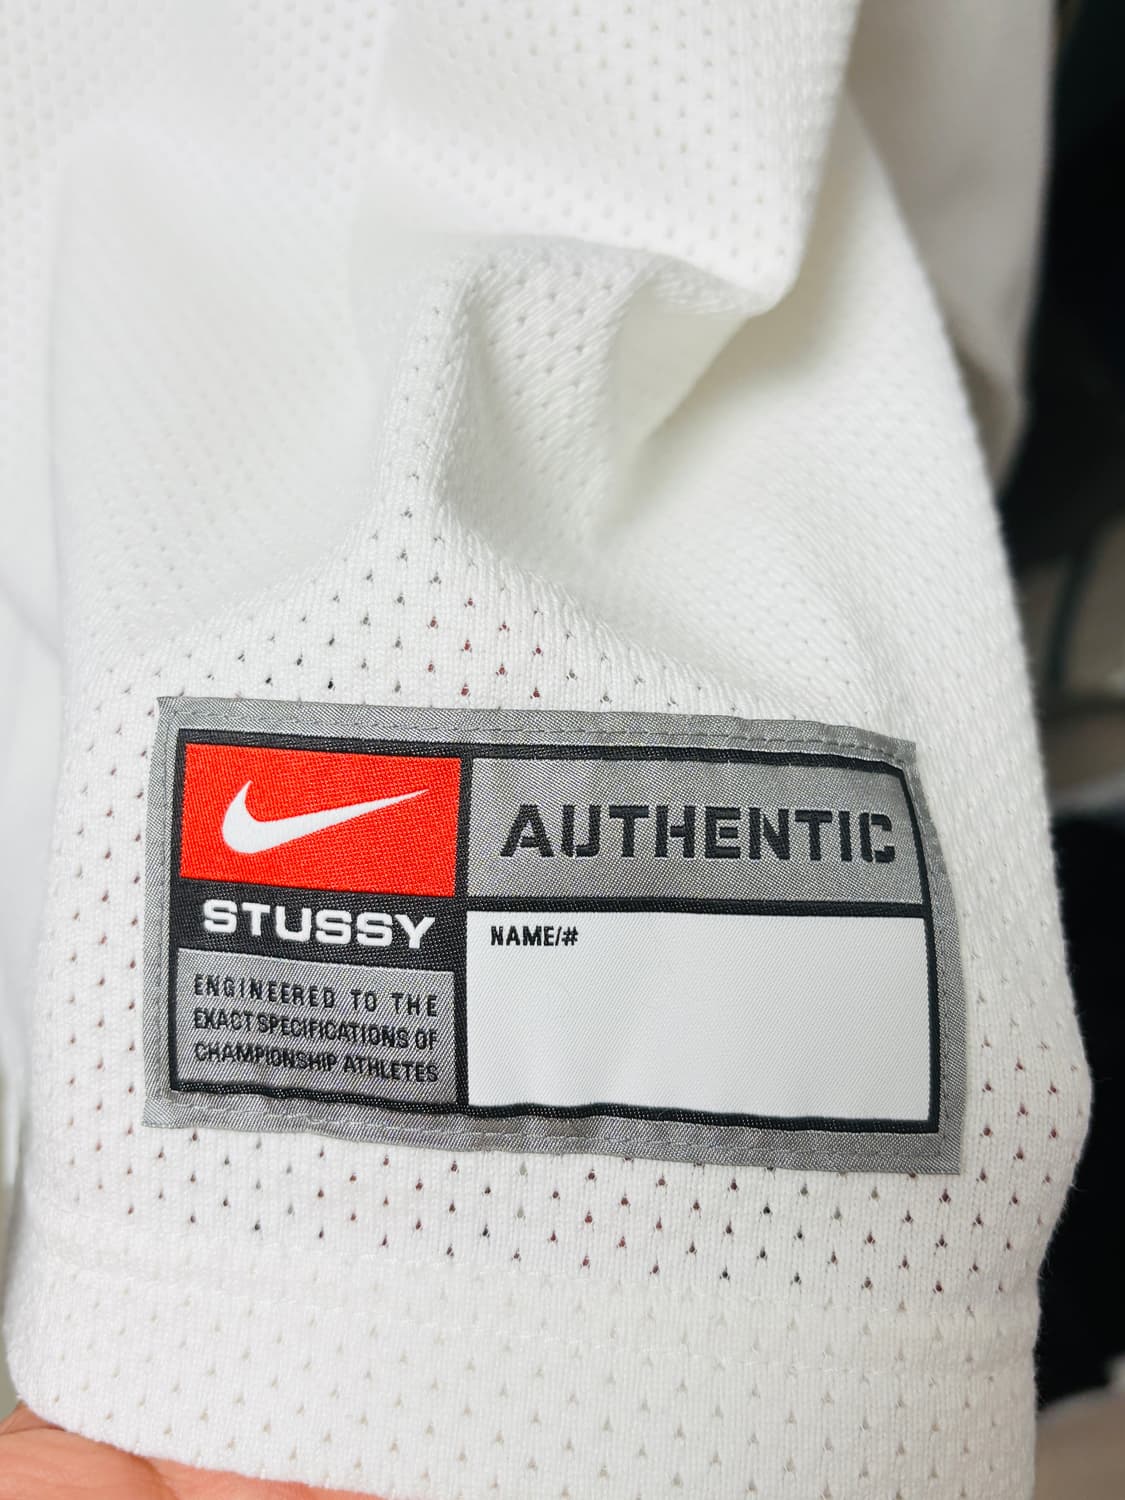 AUTHENTIC
STUSSY
NAME/#
ENGINEERED TO THE
EXACT SPECIFICATIONS OF
CHAMPIONSHIP ATHLETES